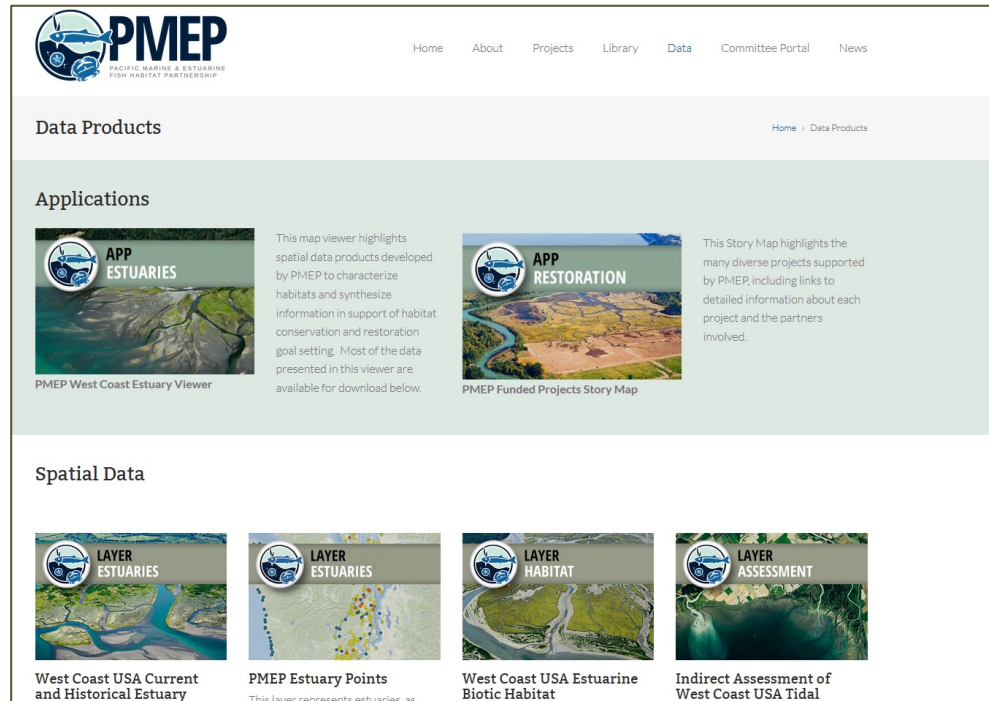 PMEP
PACIFIC MARINE & ESTUARINE
FISH HABITAT PARTNERSHIP
Home About Projects Library Data Committee Portal News
Data Products
Home › Data Products
Applications
APP
ESTUARIES
PMEP West Coast Estuary Viewer
This map viewer highlights
spatial data products developed
by PMEP to characterize
habitats and synthesize
information in support of habitat
conservation and restoration
goal setting. Most of the data
presented in this viewer are
available for download below.
APP
RESTORATION
PMEP Funded Projects Story Map
This Story Map highlights the
many diverse projects supported
by PMEP, including links to
detailed information about each
project and the partners
involved.
Spatial Data
LAYER
ESTUARIES
West Coast USA Current
and Historical Estuary
LAYER
ESTUARIES
PMEP Estuary Points
This layer represents estuaries, as
LAYER
HABITAT
West Coast USA Estuarine
Biotic Habitat
LAYER
ASSESSMENT
Indirect Assessment of
West Coast USA Tidal